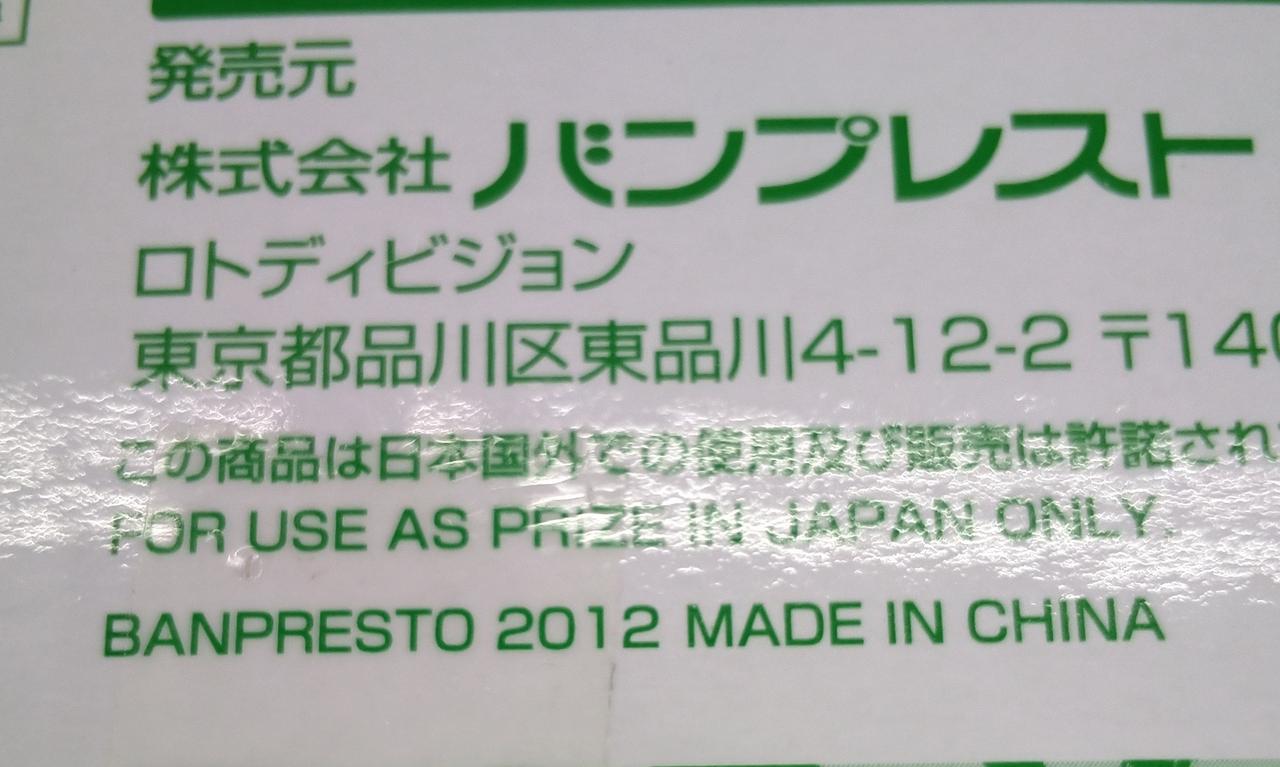 発売元
株式会社 バンプレスト
ロトディビジョン
東京都品川区東品川4-12-2 〒140
この商品は日本国外での使用及び販売は許諾され
FOR USE AS PRIZE IN JAPAN ONLY.
BANPRESTO 2012 MADE IN CHINA